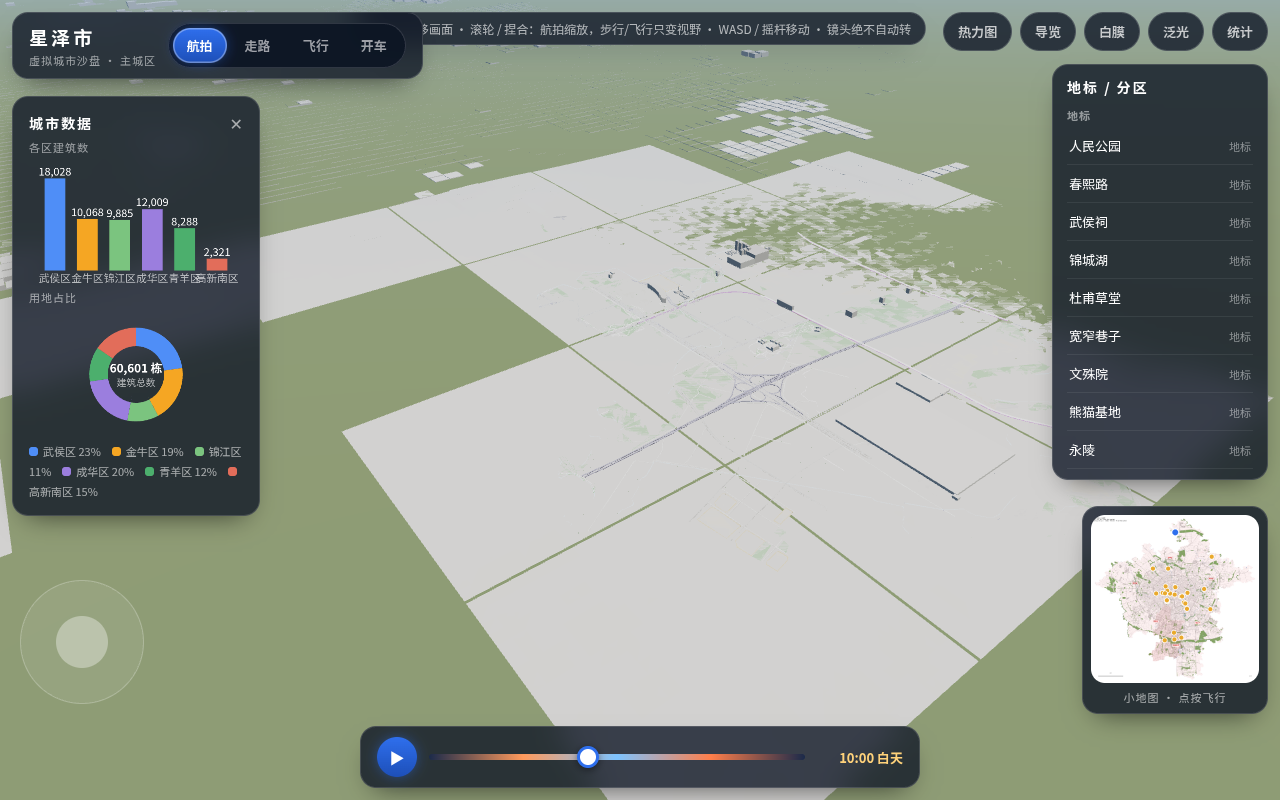 星泽市
虚拟城市沙盘 · 主城区
航拍
走路
飞行
开车
画面 · 滚轮 / 捏合：航拍缩放，步行/飞行只变视野 · WASD / 摇杆移动 · 镜头绝不自动转
热力图
导览
白膜
泛光
统计
城市数据
×
各区建筑数
18,028
10,068
9,885
12,009
8,288
2,321
武侯区
金牛区
锦江区
成华区
青羊区
高新南区
用地占比
60,601 栋
建筑总数
武侯区 23% 金牛区 19% 锦江区
11% 成华区 20% 青羊区 12%
高新南区 15%
地标 / 分区
地标
人民公园 地标
春熙路 地标
武侯祠 地标
锦城湖 地标
杜甫草堂 地标
宽窄巷子 地标
文殊院 地标
熊猫基地 地标
永陵 地标
小地图 · 点按飞行
10:00 白天